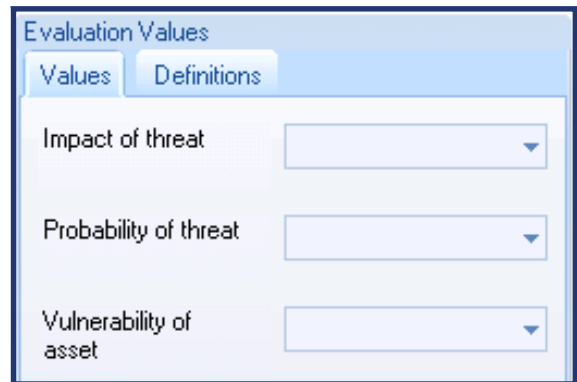 Evaluation Values
Values Definitions
Impact of threat
Probability of threat
Vulnerability of
asset